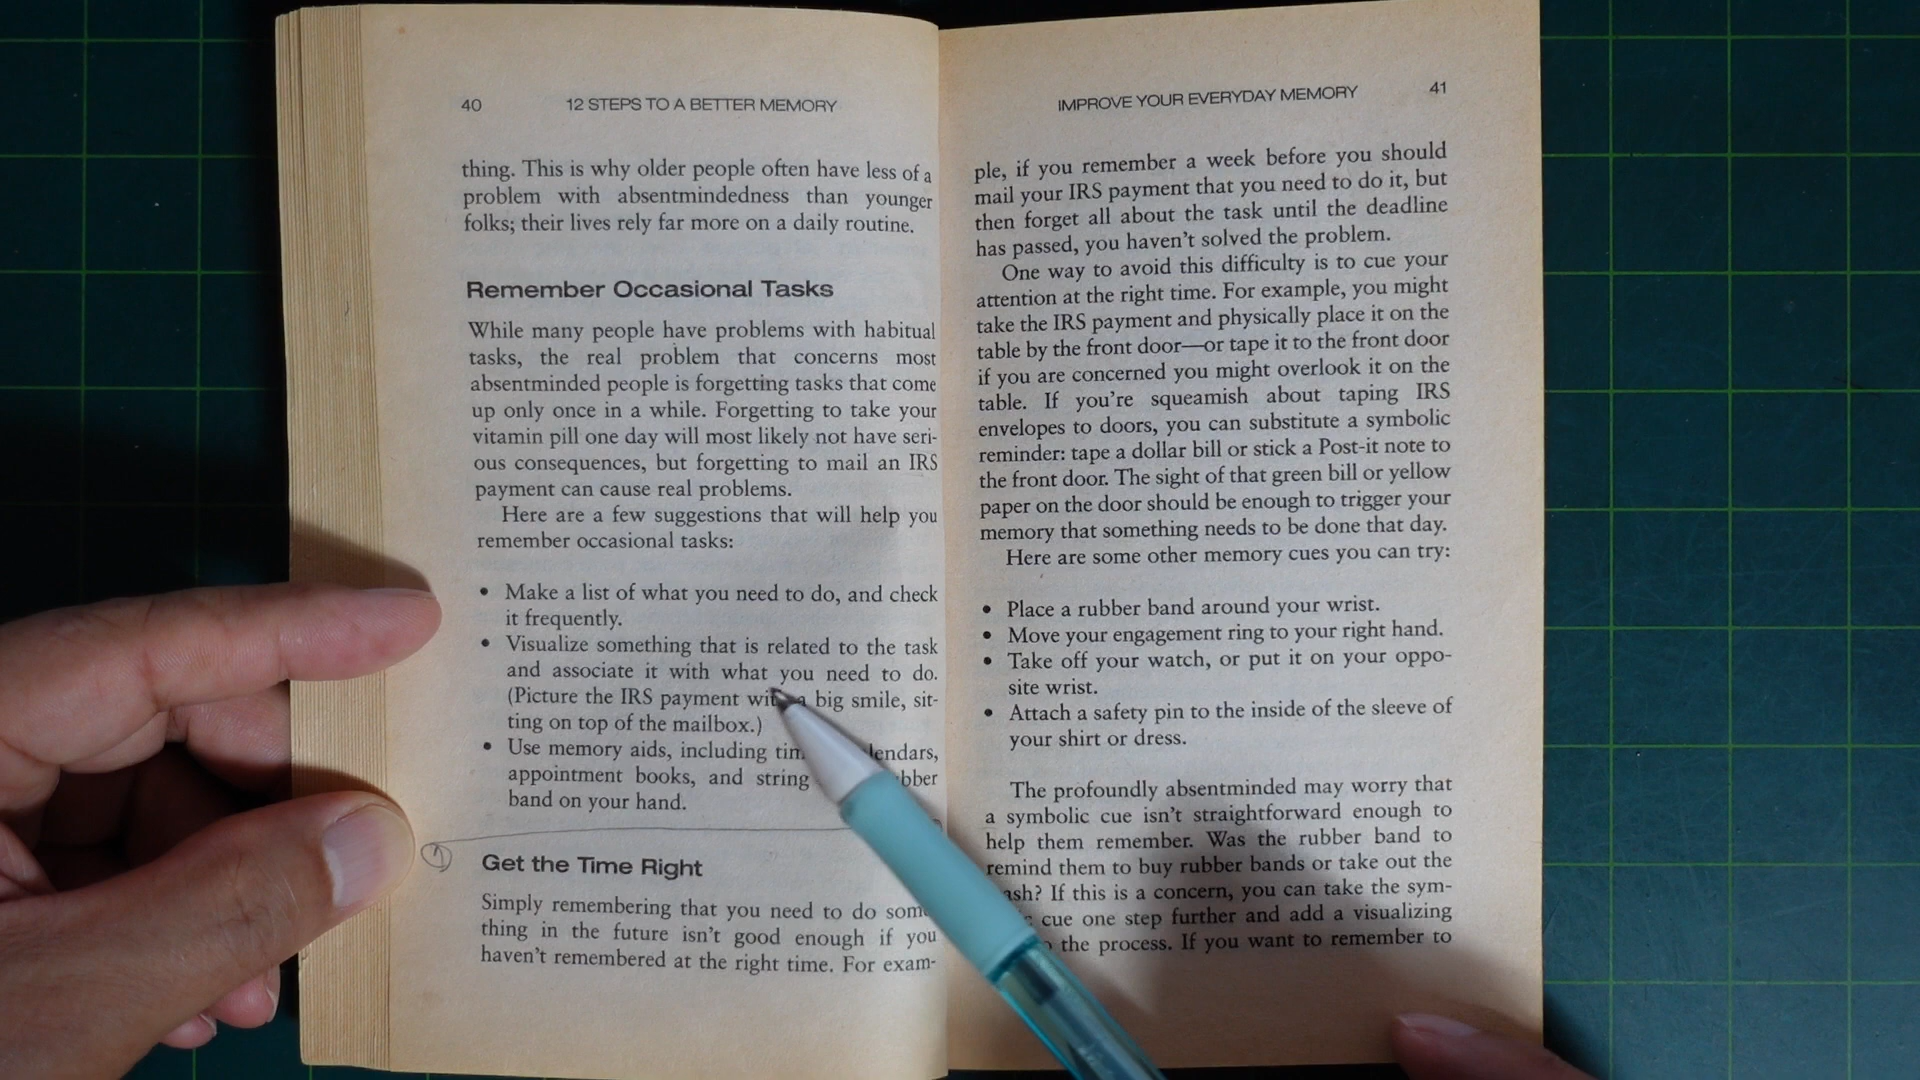 40 12 STEPS TO A BETTER MEMORY
thing. This is why older people often have less of a
problem with absentmindedness than younger
folks; their lives rely far more on a daily routine.
Remember Occasional Tasks
While many people have problems with habitual
tasks, the real problem that concerns most
absentminded people is forgetting tasks that come
up only once in a while. Forgetting to take your
vitamin pill one day will most likely not have seri-
ous consequences, but forgetting to mail an IRS
payment can cause real problems.
Here are a few suggestions that will help you
remember occasional tasks:
• Make a list of what you need to do, and check
it frequently.
• Visualize something that is related to the task
and associate it with what you need to do.
(Picture the IRS payment big smile, sit-
ting on top of the mailbox.)
• Use memory aids, including
appointment books, and string
band on your hand.
Get the Time Right
Simply remembering that you need to do
thing in the future isn't good enough if you
haven't remembered at the right time. For exam-
IMPROVE YOUR EVERYDAY MEMORY 41
ple, if you remember a week before you should
mail your IRS payment that you need to do it, but
then forget all about the task until the deadline
has passed, you haven't solved the problem.
One way to avoid this difficulty is to cue your
attention at the right time. For example, you might
take the IRS payment and physically place it on the
table by the front door—or tape it to the front door
if you are concerned you might overlook it on the
table. If you're squeamish about taping IRS
envelopes to doors, you can substitute a symbolic
reminder: tape a dollar bill or stick a Post-it note to
the front door. The sight of that green bill or yellow
paper on the door should be enough to trigger your
memory that something needs to be done that day.
Here are some other memory cues you can try:
• Place a rubber band around your wrist.
• Move your engagement ring to your right hand.
• Take off your watch, or put it on your oppo-
site wrist.
• Attach a safety pin to the inside of the sleeve of
your shirt or dress.
The profoundly absentminded may worry that
a symbolic cue isn't straightforward enough to
help them remember. Was the rubber band to
remind them to buy rubber bands or take out the
If this is a concern, you can take the sym-
cue one step further and add a visualizing
the process. If you want to remember to